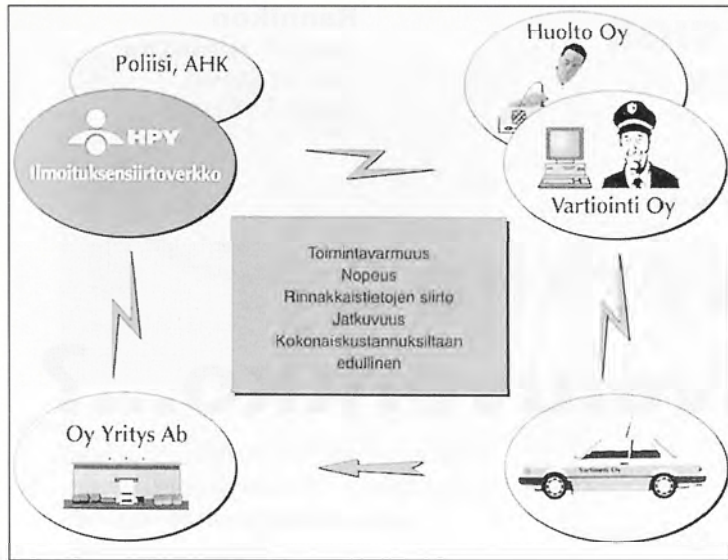 Poliisi, AHK
HPY
Ilmoituksensiirtoverkko
Huolto Oy
Vartiointi Oy
Toimintavarmuus
Nopeus
Rinnakkaistietojen siirto
Jatkuvuus
Kokonaiskustannuksiltaan
edullinen
Oy Yritys Ab
Vartiointi Oy